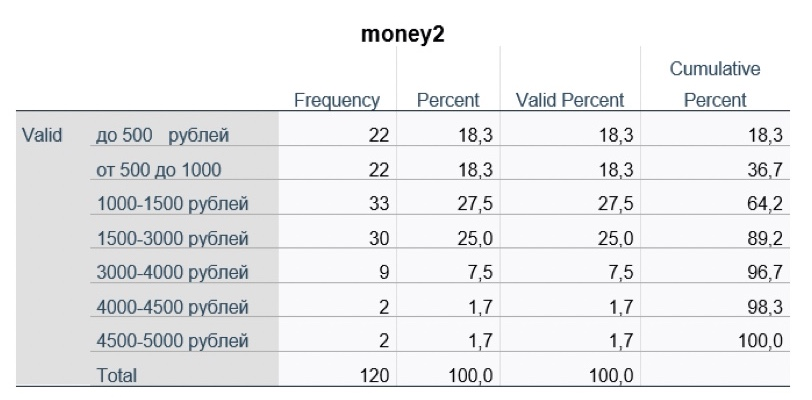 money2
Cumulative
Frequency Percent Valid Percent Percent
Valid до 500 рублей 22 18,3 18,3 18,3
от 500 до 1000 22 18,3 18,3 36,7
1000-1500 рублей 33 27,5 27,5 64,2
1500-3000 рублей 30 25,0 25,0 89,2
3000-4000 рублей 9 7,5 7,5 96,7
4000-4500 рублей 2 1,7 1,7 98,3
4500-5000 рублей 2 1,7 1,7 100,0
Total 120 100,0 100,0